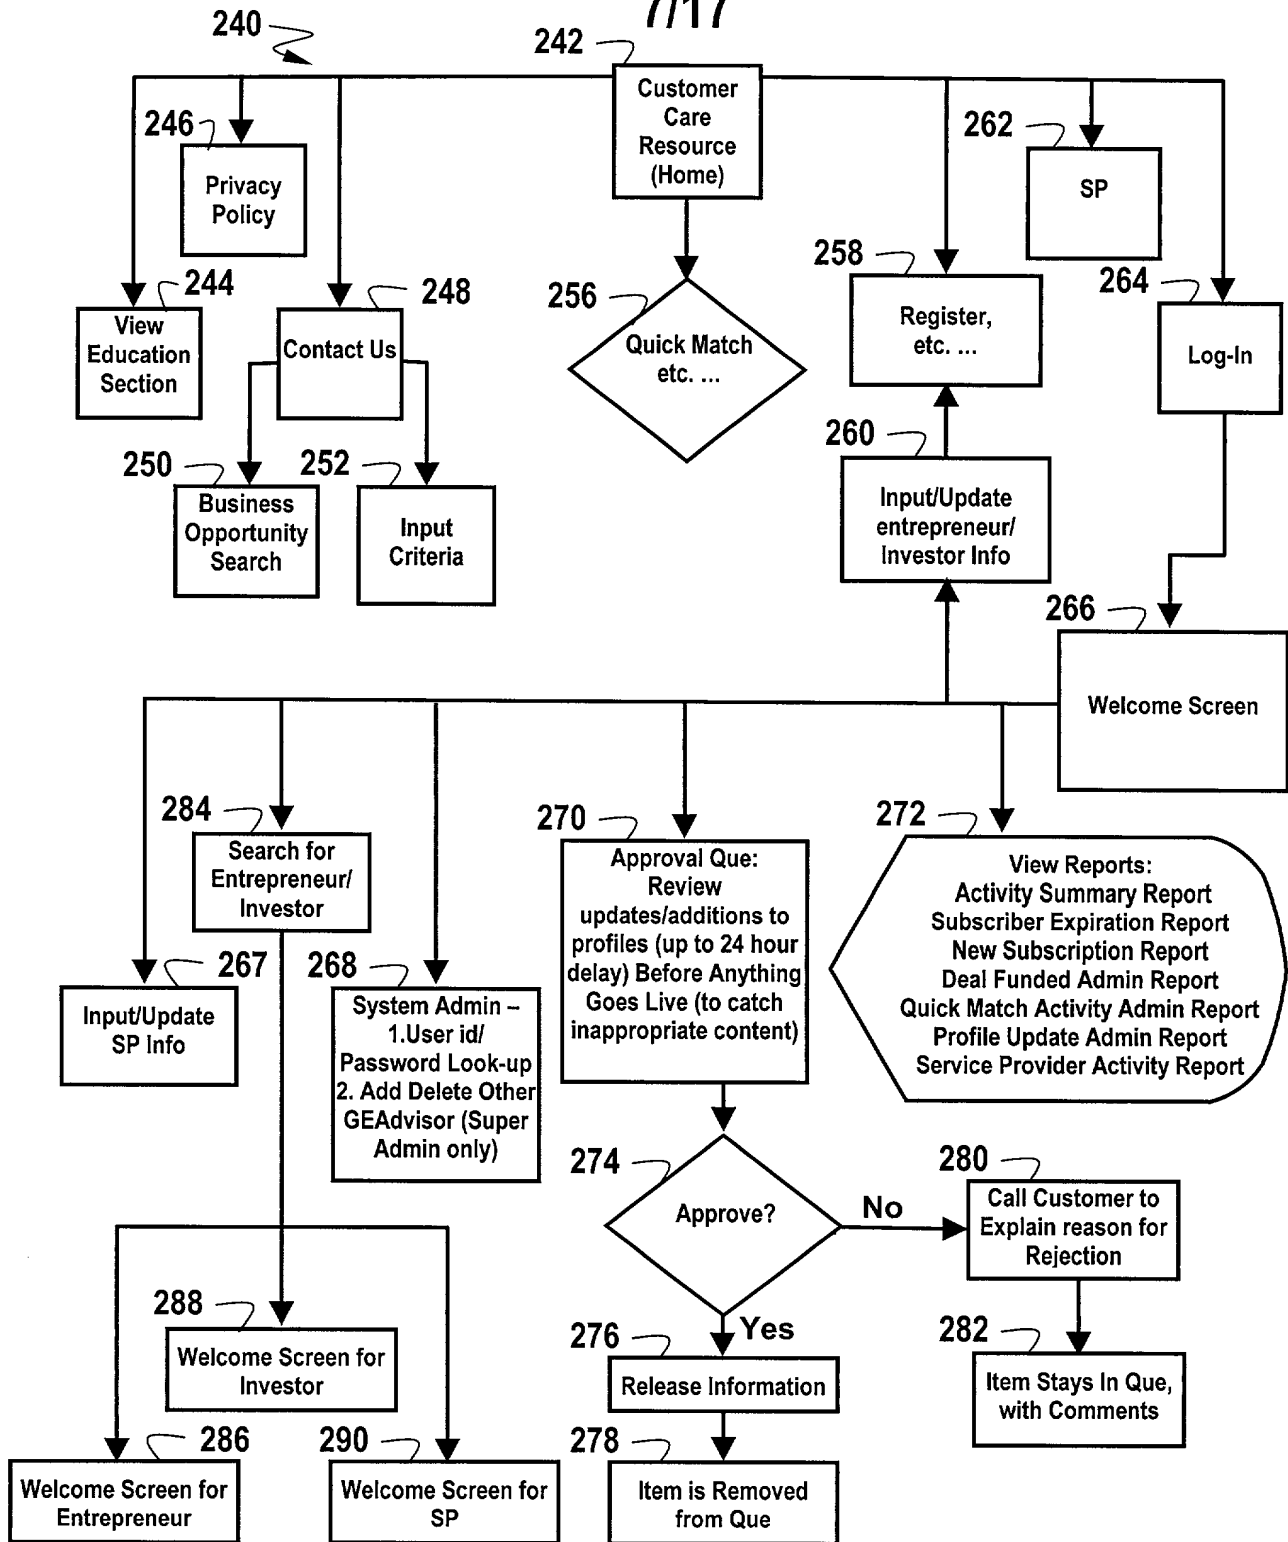 7/17
240
242
Customer
Care
Resource
(Home)
246
Privacy
Policy
262
SP
244
View
Education
Section
248
Contact Us
256
Quick Match
etc. ...
258
Register,
etc. ...
264
Log-In
250
Business
Opportunity
Search
252
Input
Criteria
260
Input/Update
entrepreneur/
Investor Info
266
Welcome Screen
284
Search for
Entrepreneur/
Investor
270
Approval Que:
Review
updates/additions to
profiles (up to 24 hour
delay) Before Anything
Goes Live (to catch
inappropriate content)
272
View Reports:
Activity Summary Report
Subscriber Expiration Report
New Subscription Report
Deal Funded Admin Report
Quick Match Activity Admin Report
Profile Update Admin Report
Service Provider Activity Report
267
Input/Update
SP Info
268
System Admin –
1.User id/
Password Look-up
2. Add Delete Other
GEAdvisor (Super
Admin only)
274
Approve?
No
280
Call Customer to
Explain reason for
Rejection
Yes
288
Welcome Screen for
Investor
276
Release Information
282
Item Stays In Que,
with Comments
286
Welcome Screen for
Entrepreneur
290
Welcome Screen for
SP
278
Item is Removed
from Que